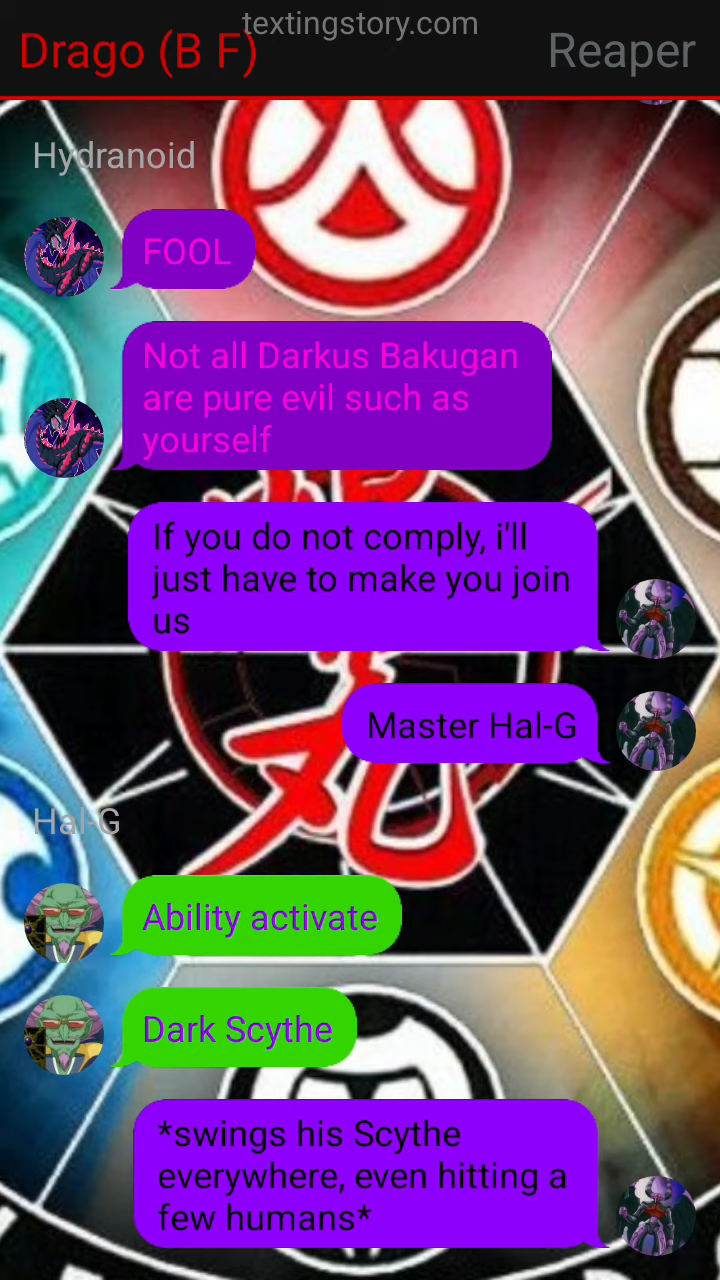 textingstory.com
Drago (B F)
Reaper
Hydranoid
FOOL
Not all Darkus Bakugan
are pure evil such as
yourself
If you do not comply, i'll
just have to make you join
us
Master Hal-G
Hal-G
Ability activate
Dark Scythe
*swings his Scythe
everywhere, even hitting a
few humans*